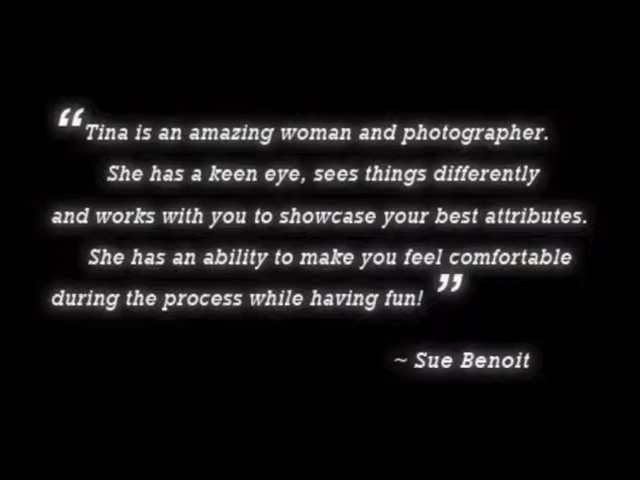 “Tina is an amazing woman and photographer.
She has a keen eye, sees things differently
and works with you to showcase your best attributes.
She has an ability to make you feel comfortable
during the process while having fun!”
~ Sue Benoit